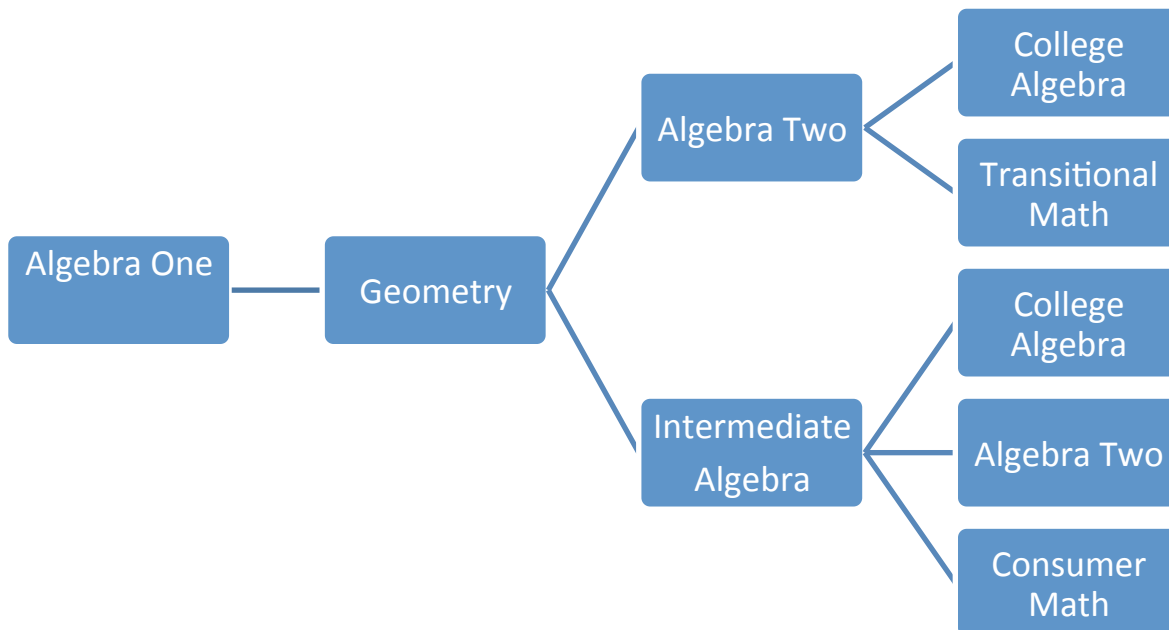 Algebra One
Geometry
Algebra Two
College
Algebra
Transitional
Math
Intermediate
Algebra
College
Algebra
Algebra Two
Consumer
Math